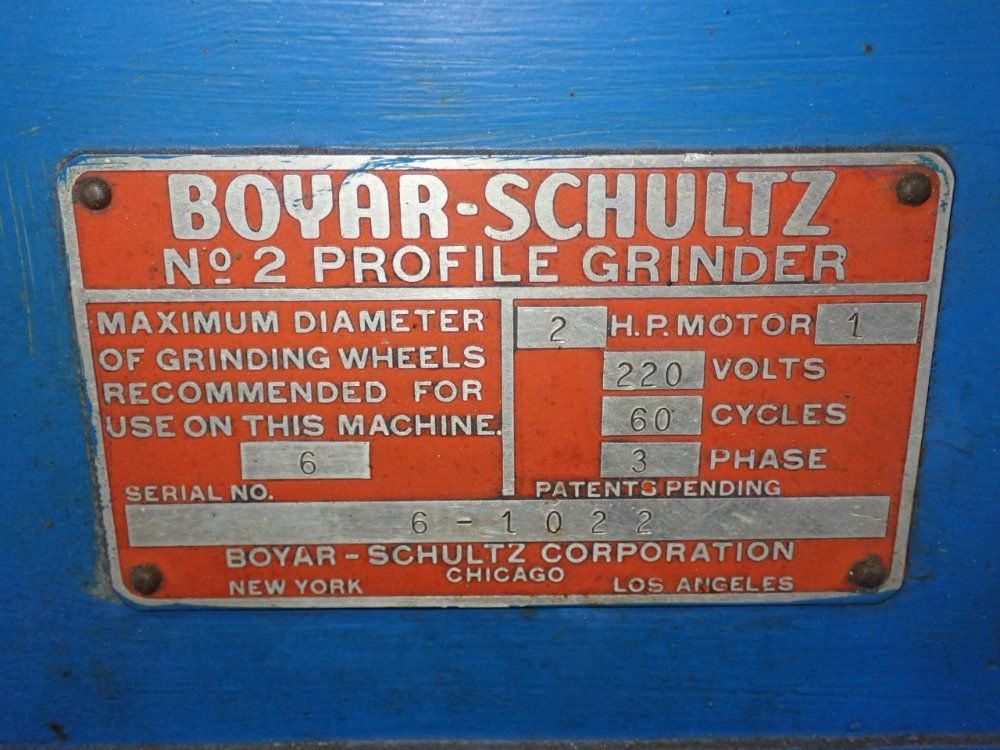 BOYAR-SCHULTZ
Nº 2 PROFILE GRINDER
MAXIMUM DIAMETER
OF GRINDING WHEELS
RECOMMENDED FOR
USE ON THIS MACHINE.
6
2 H.P. MOTOR 1
220 VOLTS
60 CYCLES
3 PHASE
SERIAL NO.
PATENTS PENDING
6-1022
BOYAR-SCHULTZ CORPORATION
CHICAGO
NEW YORK
LOS ANGELES